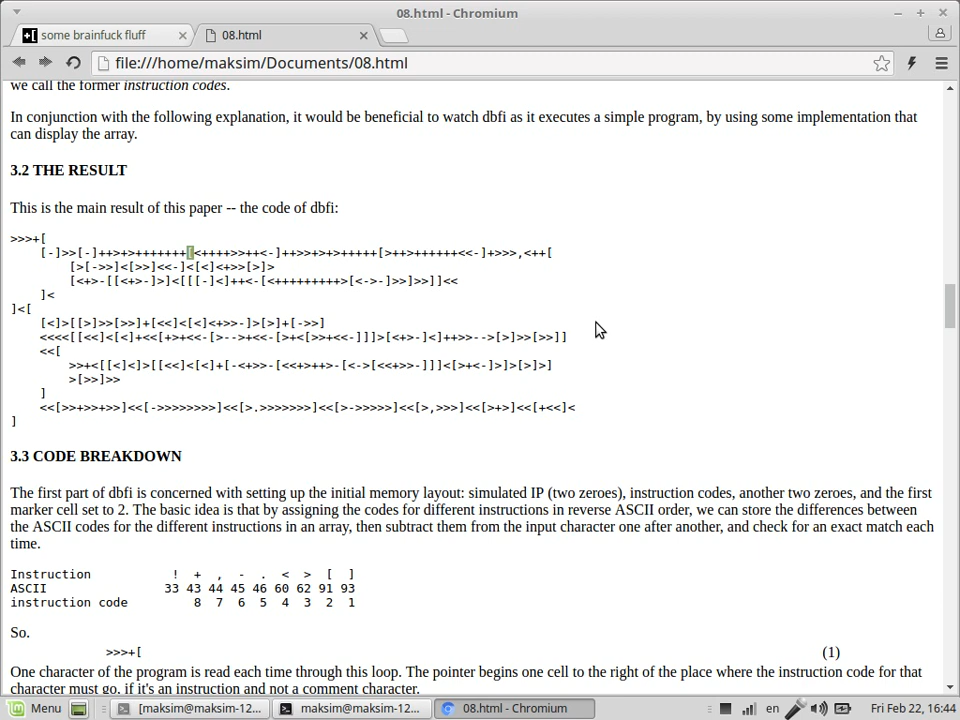 08.html - Chromium
some brainfuck fluff
08.html
file:///home/maksim/Documents/08.html
we call the former instruction codes.
In conjunction with the following explanation, it would be beneficial to watch dbfi as it executes a simple program, by using some implementation that
can display the array.
3.2 THE RESULT
This is the main result of this paper -- the code of dbfi:
>>>+[
[-]>>[-]++>+>+++++++[<++++>>++<-]++>>+>+>+++++[>++>++++++<<-]+>>>,<++[
[>[->>]<[>>]<<-]<[<]<+>>[>]>
[<+>-[[<+>-]>]<[[[-]<]++<-[<+++++++++>[<->-]>>]>>]]<<
]<
]<[
[<]>[[>]>>[>>]+[<<]<[<]<+>>-]>[>]+[->>]
<<<<[[<<]<[<]+<<[+>+<<-[>-->+<<-[>+<[>>+<<-]]]>[<+>-]<]++>>-->[>]>>[>>]]
<<[
>>+<[[<]<]>[[<<]<[<]+[-<+>>-[<<+>++>-[<->[<<+>>-]]]<[>+<-]>]>[>]>]
>[>>]>>
]
<<[>>+>>+>>]<<[->>>>>>>>]<<[>.>>>>>>>]<<[>->>>>>]<<[>,>>>]<<[>+>]<<[+<<]<
]
3.3 CODE BREAKDOWN
The first part of dbfi is concerned with setting up the initial memory layout: simulated IP (two zeroes), instruction codes, another two zeroes, and the first
marker cell set to 2. The basic idea is that by assigning the codes for different instructions in reverse ASCII order, we can store the differences between
the ASCII codes for the different instructions in an array, then subtract them from the input character one after another, and check for an exact match each
time.
Instruction ! + , - . < > [ ]
ASCII 33 43 44 45 46 60 62 91 93
instruction code 8 7 6 5 4 3 2 1
So.
>>>+[ (1)
One character of the program is read each time through this loop. The pointer begins one cell to the right of the place where the instruction code for that
character must go, if it's an instruction and not a comment character.
Menu [maksim@maksim-12... maksim@maksim-12... 08.html - Chromium en Fri Feb 22, 16:44